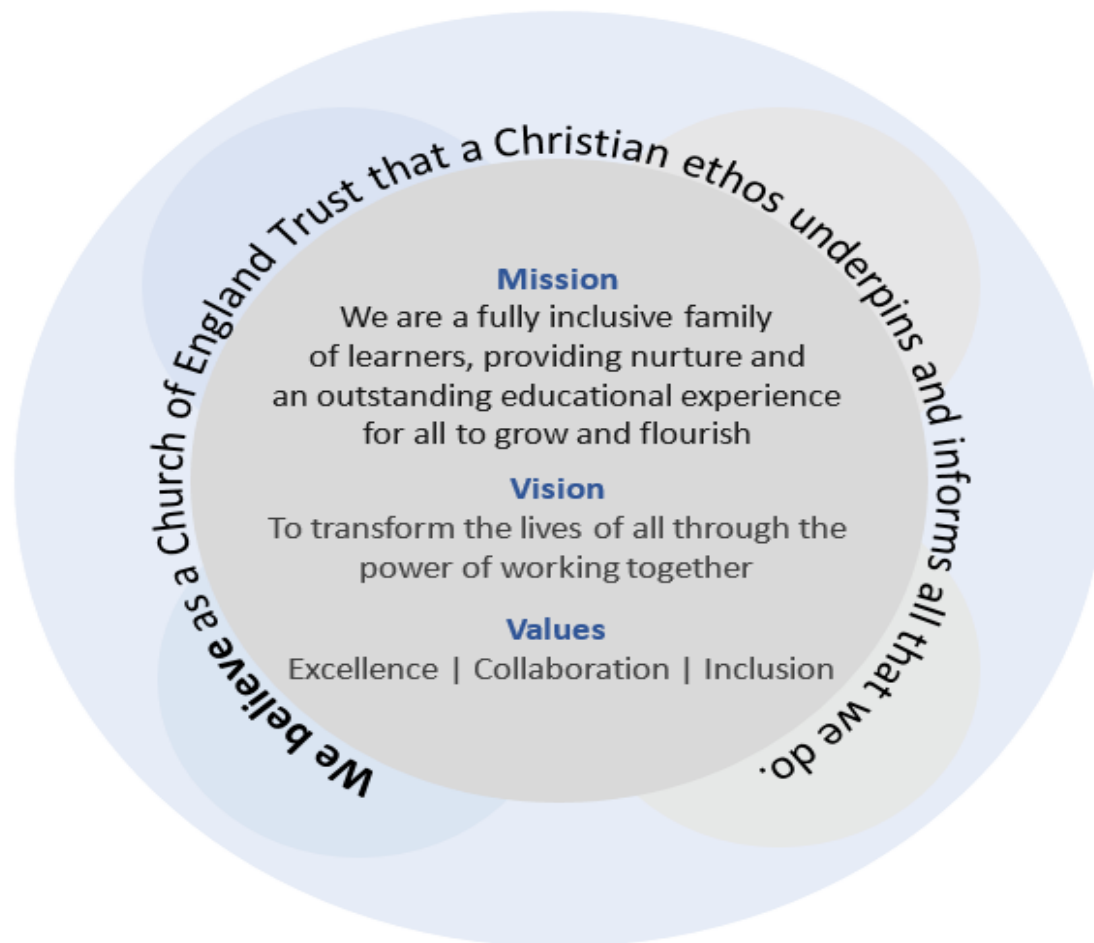 We believe as a Church of England Trust that a Christian ethos underpins and informs all that we do.
Mission
We are a fully inclusive family
of learners, providing nurture and
an outstanding educational experience
for all to grow and flourish
Vision
To transform the lives of all through the
power of working together
Values
Excellence | Collaboration | Inclusion